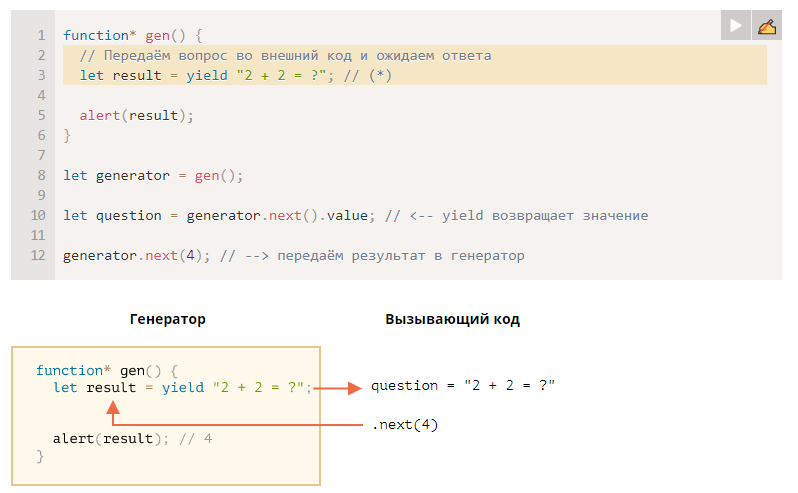 1 function* gen() {
2 // Передаём вопрос во внешний код и ожидаем ответа
3 let result = yield "2 + 2 = ?"; // (*)
4
5 alert(result);
6 }
7
8 let generator = gen();
9
10 let question = generator.next().value; // <-- yield возвращает значение
11
12 generator.next(4); // --> передаём результат в генератор
Генератор Вызывающий код
function* gen() {
let result = yield "2 + 2 = ?"; question = "2 + 2 = ?"
.next(4)
alert(result); // 4
}